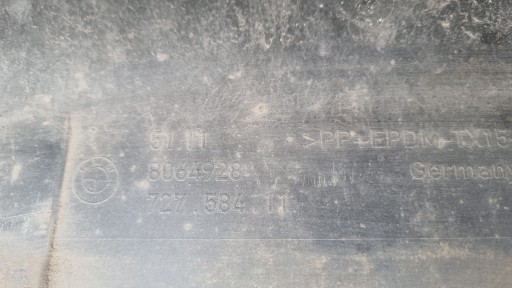 51.11 >PP+EPDM-TX15
8064928 Germany
727.584 11